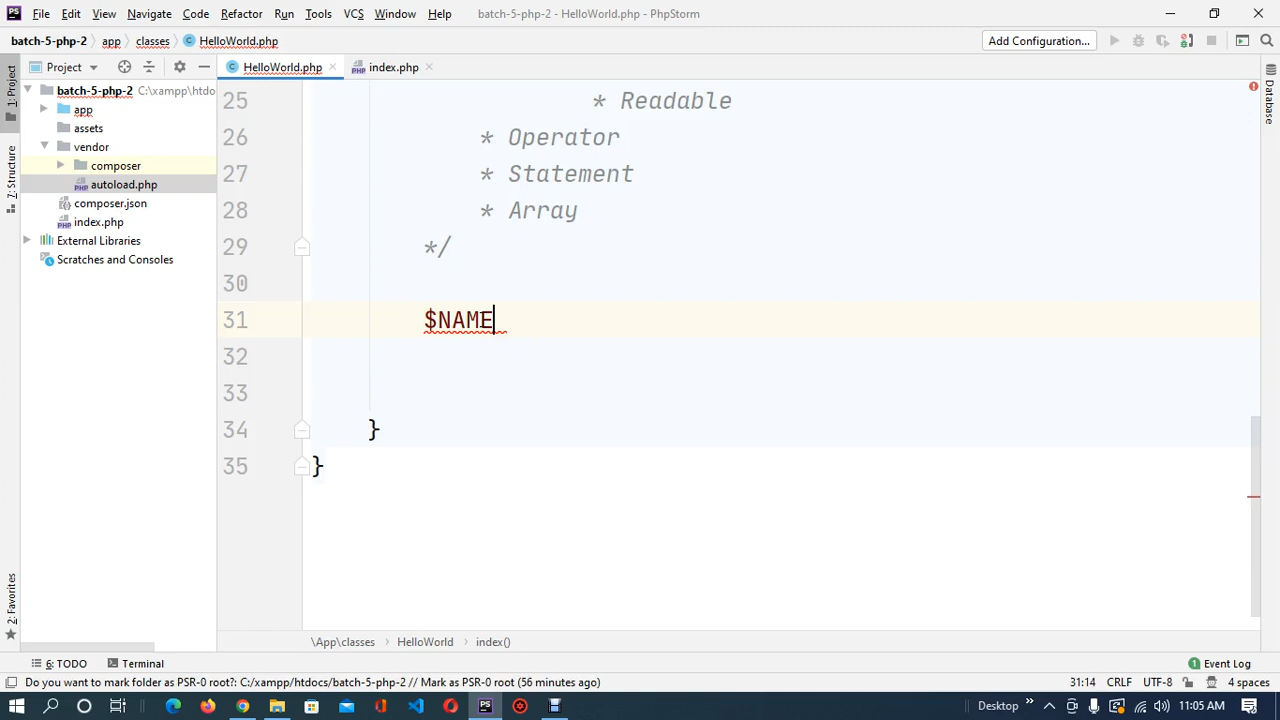 PS File Edit View Navigate Code Refactor Run Tools VCS Window Help batch-5-php-2 - HelloWorld.php - PhpStorm
batch-5-php-2 app classes HelloWorld.php Add Configuration...
Project HelloWorld.php index.php
1: Project
batch-5-php-2 C:\xampp\htdo
app
assets
vendor
composer
autoload.php
composer.json
index.php
External Libraries
Scratches and Consoles
7: Structure
2: Favorites
25 * Readable
26 * Operator
27 * Statement
28 * Array
29 */
30
31 $NAME
32
33
34 }
35 }
Database
\App\classes HelloWorld index()
6: TODO Terminal Event Log
Do you want to mark folder as PSR-0 root?: C:/xampp/htdocs/batch-5-php-2 // Mark as PSR-0 root (56 minutes ago) 31:14 CRLF UTF-8 4 spaces
Desktop 11:05 AM